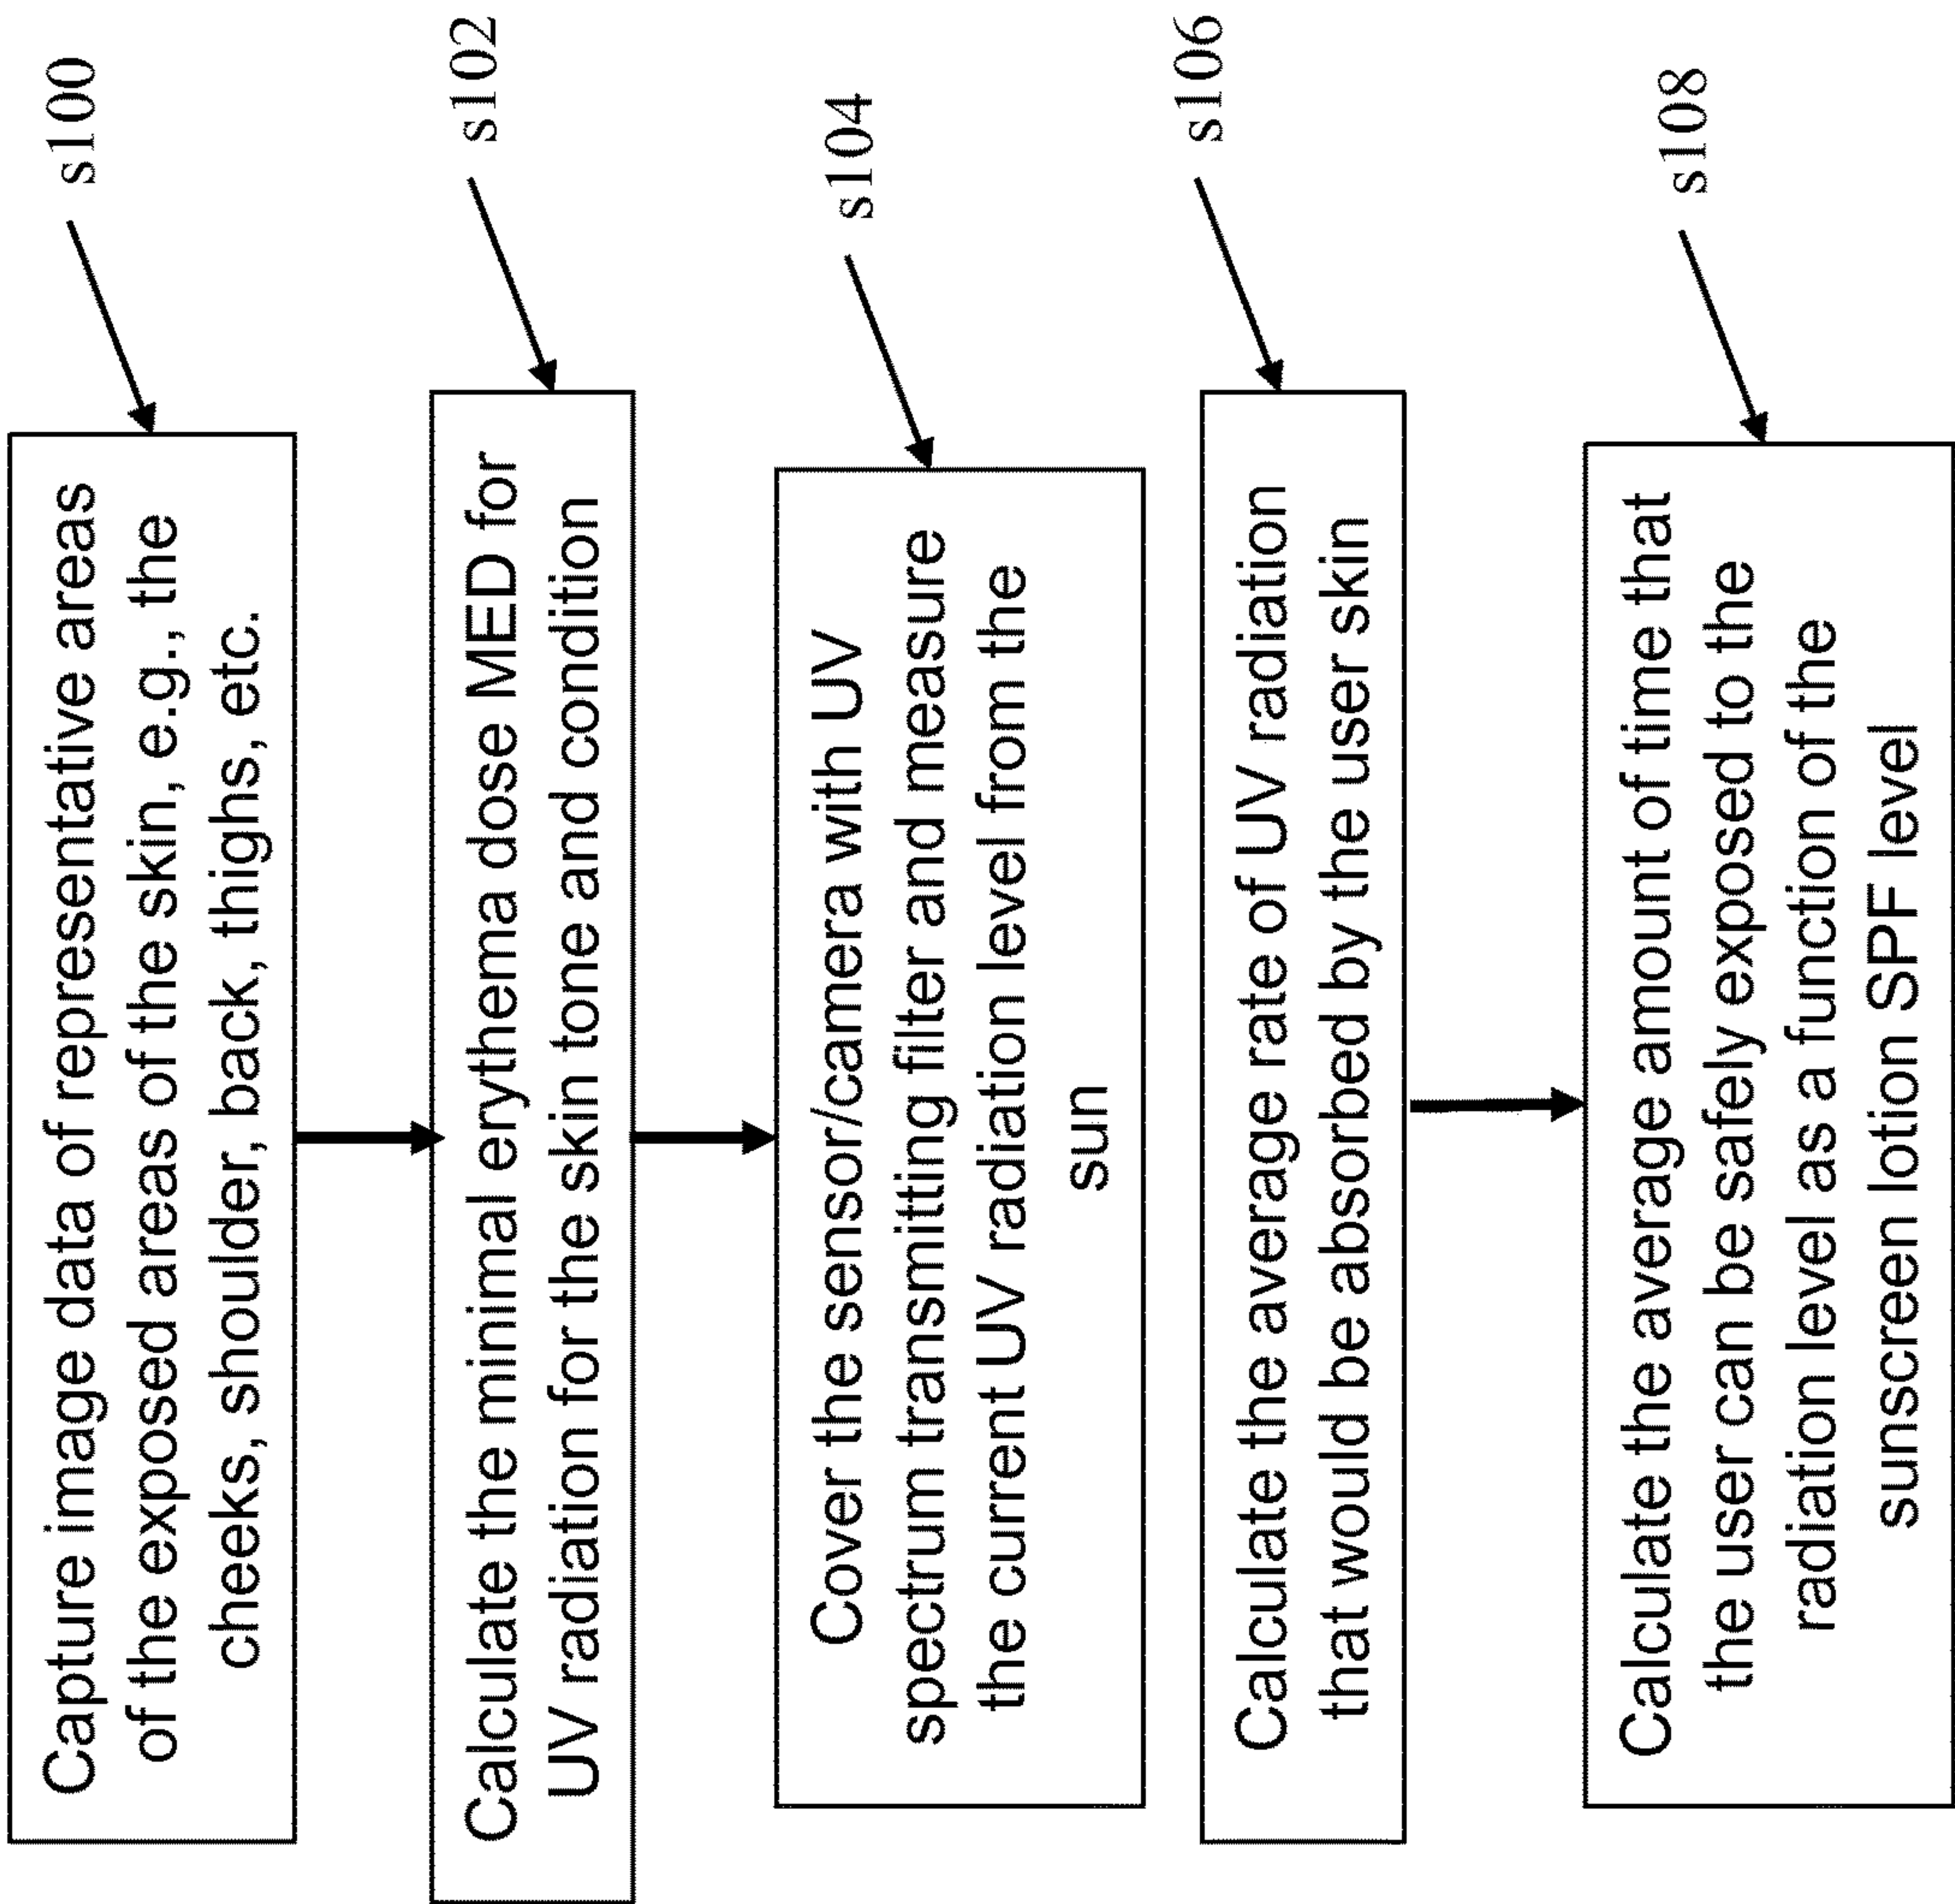 Capture image data of representative areas
of the exposed areas of the skin, e.g., the
cheeks, shoulder, back, thighs, etc.
s100
Calculate the minimal erythema dose MED for
UV radiation for the skin tone and condition
s102
Cover the sensor/camera with UV
spectrum transmitting filter and measure
the current UV radiation level from the
sun
s104
Calculate the average rate of UV radiation
that would be absorbed by the user skin
s106
Calculate the average amount of time that
the user can be safely exposed to the
radiation level as a function of the
sunscreen lotion SPF level
s108